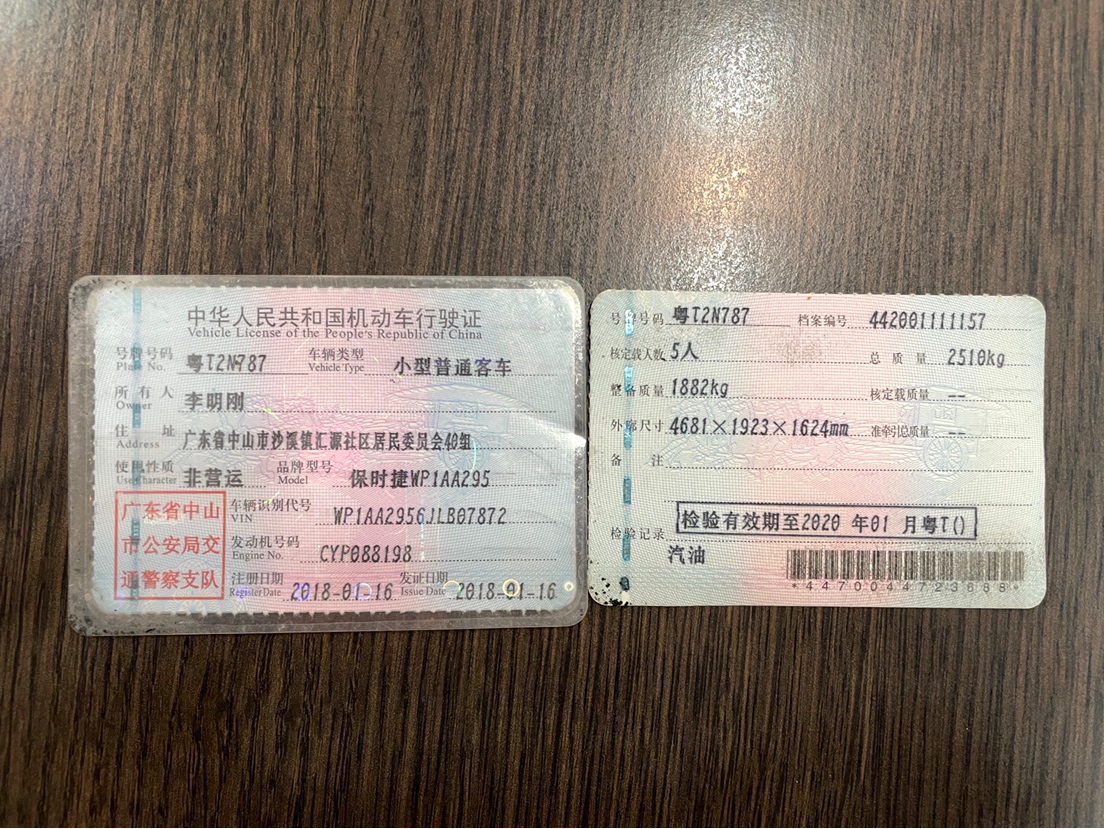 中华人民共和国机动车行驶证
Vehicle License of the People's Republic of China
号牌号码 粤T2N787 车辆类型 小型普通客车
Plate No. Vehicle Type
所有人 李明刚
Owner
住址 广东省中山市沙溪镇汇源社区居民委员会49组
Address
使用性质 非营运 品牌型号 保时捷WP1AA295
Use Character Model
广东省中山
市公安局交
通警察支队
车辆识别代号 WP1AA2956JLB07872
VIN
发动机号码 CYP088198
Engine No.
注册日期 2018-01-16 发证日期 2018-01-16
Register Date Issue Date
号牌号码 粤T2N787 档案编号 442001111157
核定载人数 5人 总质量 2510kg
整备质量 1882kg 核定载质量 --
外廓尺寸 4681×1923×1624mm 准牵引总质量 --
备注
检验记录 检验有效期至2020 年01 月粤T()
汽油
*4470044723688*